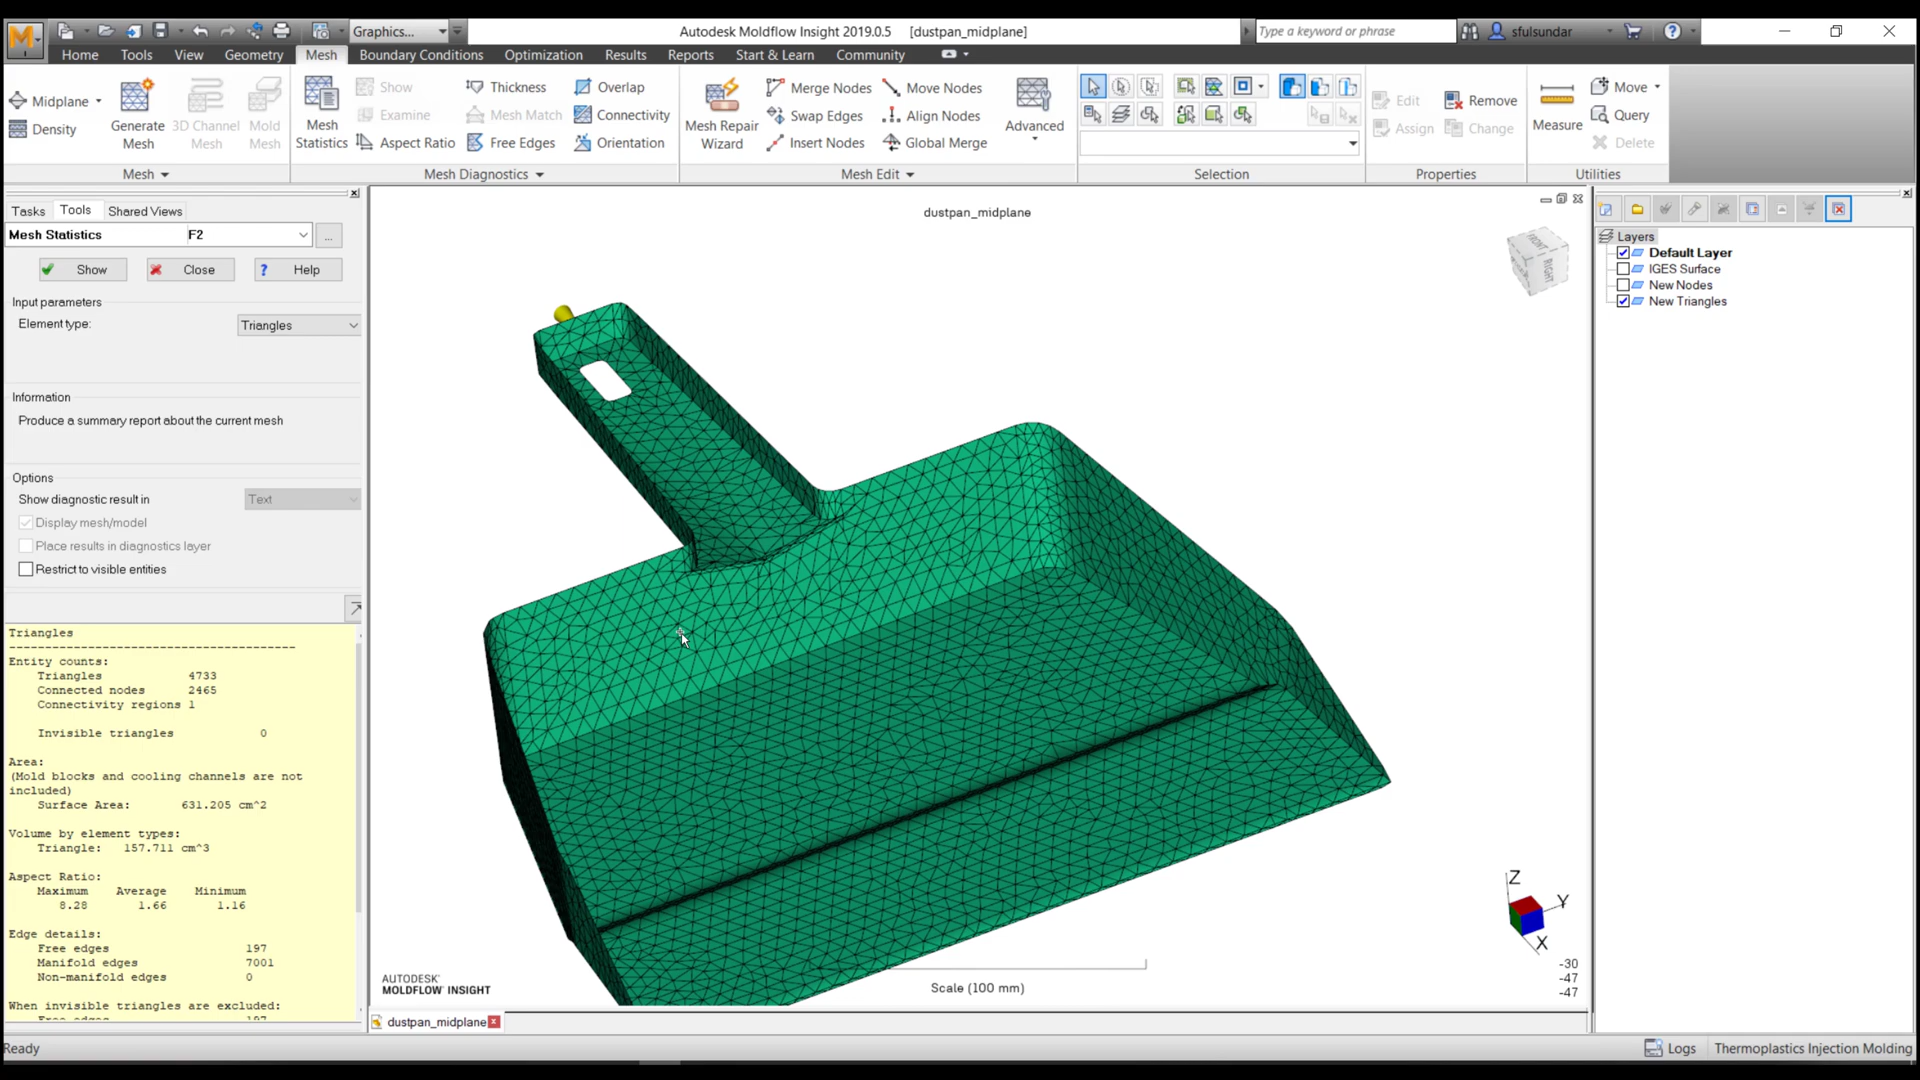 Graphics...
Autodesk Moldflow Insight 2019.0.5 [dustpan_midplane]
Type a keyword or phrase
sfulsundar
Home Tools View Geometry Mesh Boundary Conditions Optimization Results Reports Start & Learn Community
Midplane
Density
Generate Mesh
3D Channel Mesh
Mold Mesh
Mesh
Mesh Statistics
Show
Examine
Aspect Ratio
Thickness
Mesh Match
Free Edges
Overlap
Connectivity
Orientation
Mesh Diagnostics
Mesh Repair Wizard
Merge Nodes
Swap Edges
Insert Nodes
Move Nodes
Align Nodes
Global Merge
Advanced
Mesh Edit
Selection
Edit
Assign
Remove
Change
Properties
Measure
Move
Query
Delete
Utilities
Tasks Tools Shared Views
Mesh Statistics F2
...
Show Close ? Help
Input parameters
Element type: Triangles
Information
Produce a summary report about the current mesh
Options
Show diagnostic result in Text
Display mesh/model
Place results in diagnostics layer
Restrict to visible entities
Triangles
----------------------------------------
Entity counts:
Triangles 4733
Connected nodes 2465
Connectivity regions 1
Invisible triangles 0
Area:
(Mold blocks and cooling channels are not
included)
Surface Area: 631.205 cm^2
Volume by element types:
Triangle: 157.711 cm^3
Aspect Ratio:
Maximum Average Minimum
8.28 1.66 1.16
Edge details:
Free edges 197
Manifold edges 7001
Non-manifold edges 0
When invisible triangles are excluded:
Free edges 197
dustpan_midplane
FRONT
RIGHT
Z
Y
X
-30
-47
-47
AUTODESK
MOLDFLOW INSIGHT
Scale (100 mm)
dustpan_midplane
Layers
Default Layer
IGES Surface
New Nodes
New Triangles
Ready
Logs
Thermoplastics Injection Molding